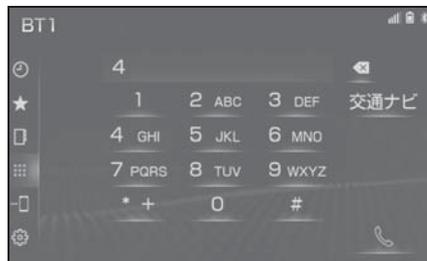 BT1
4
1 2 ABC 3 DEF 交通ナビ
4 GHI 5 JKL 6 MNO
7 PQRS 8 TUV 9 WXYZ
* + 0 #